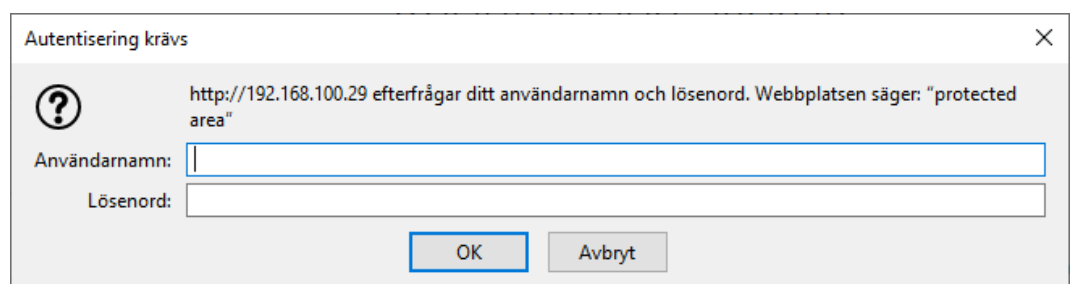 Autentisering krävs
http://192.168.100.29 efterfrågar ditt användarnamn och lösenord. Webbplatsen säger: “protected
area”
Användarnamn:
Lösenord:
OK Avbryt